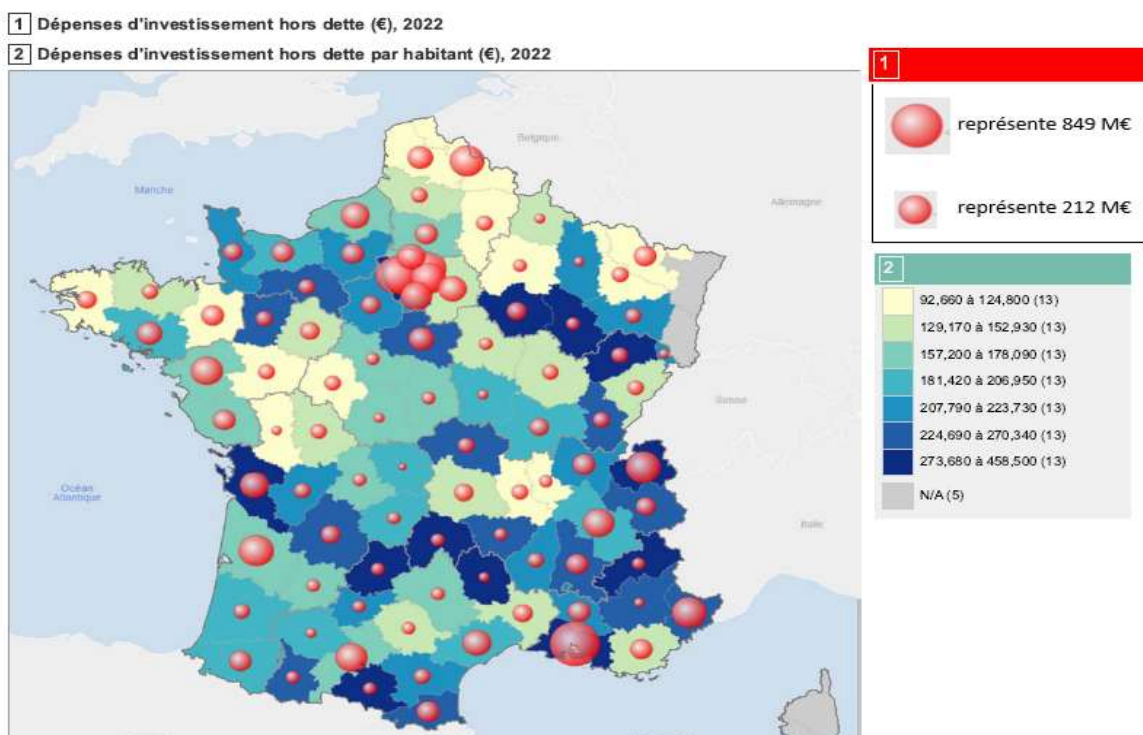 1 Dépenses d'investissement hors dette (€), 2022
2 Dépenses d'investissement hors dette par habitant (€), 2022
Belgique
Manche
Allemagne
Suisse
Océan
Atlantique
Italie
1
représente 849 M€
représente 212 M€
2
92,660 à 124,800 (13)
129,170 à 152,930 (13)
157,200 à 178,090 (13)
181,420 à 206,950 (13)
207,790 à 223,730 (13)
224,690 à 270,340 (13)
273,680 à 458,500 (13)
N/A (5)